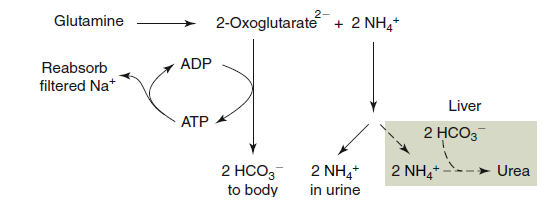 Glutamine
2-Oxoglutarate²⁻ + 2 NH₄⁺
Reabsorb
filtered Na⁺
ADP
ATP
Liver
2 HCO₃⁻
2 HCO₃⁻
to body
2 NH₄⁺
in urine
2 NH₄⁺
Urea